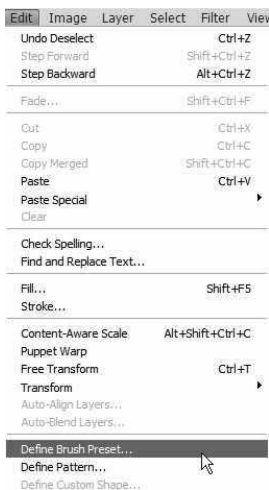 Edit Image Layer Select Filter View
Undo Deselect Ctrl+Z
Step Forward Shift+Ctrl+Z
Step Backward Alt+Ctrl+Z
Fade... Shift+Ctrl+F
Cut Ctrl+X
Copy Ctrl+C
Copy Merged Shift+Ctrl+C
Paste Ctrl+V
Paste Special
Clear
Check Spelling...
Find and Replace Text...
Fill... Shift+F5
Stroke...
Content-Aware Scale Alt+Shift+Ctrl+C
Puppet Warp
Free Transform Ctrl+T
Transform
Auto-Align Layers...
Auto-Blend Layers...
Define Brush Preset...
Define Pattern...
Define Custom Shape...